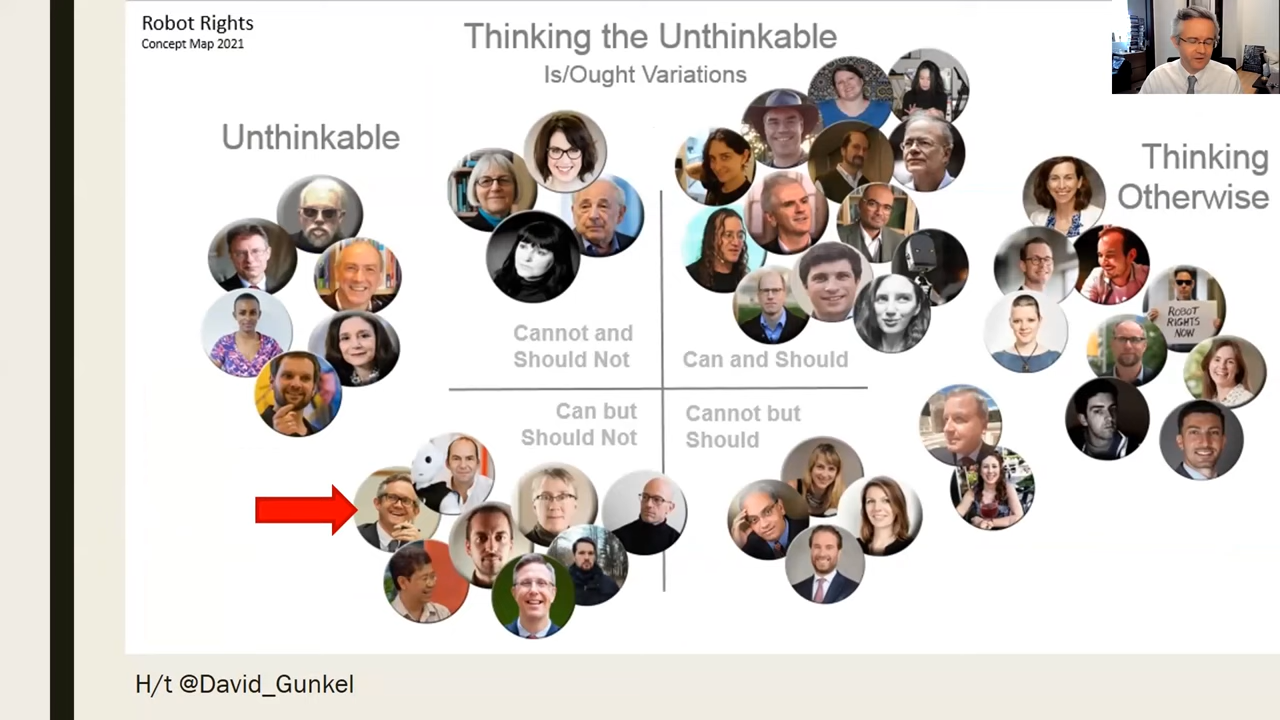 Robot Rights
Concept Map 2021
Thinking the Unthinkable
Is/Ought Variations
Unthinkable
Thinking
Otherwise
ROBOT
RIGHTS
NOW
Cannot and
Should Not
Can and Should
Can but
Should Not
Cannot but
Should
H/t @David_Gunkel